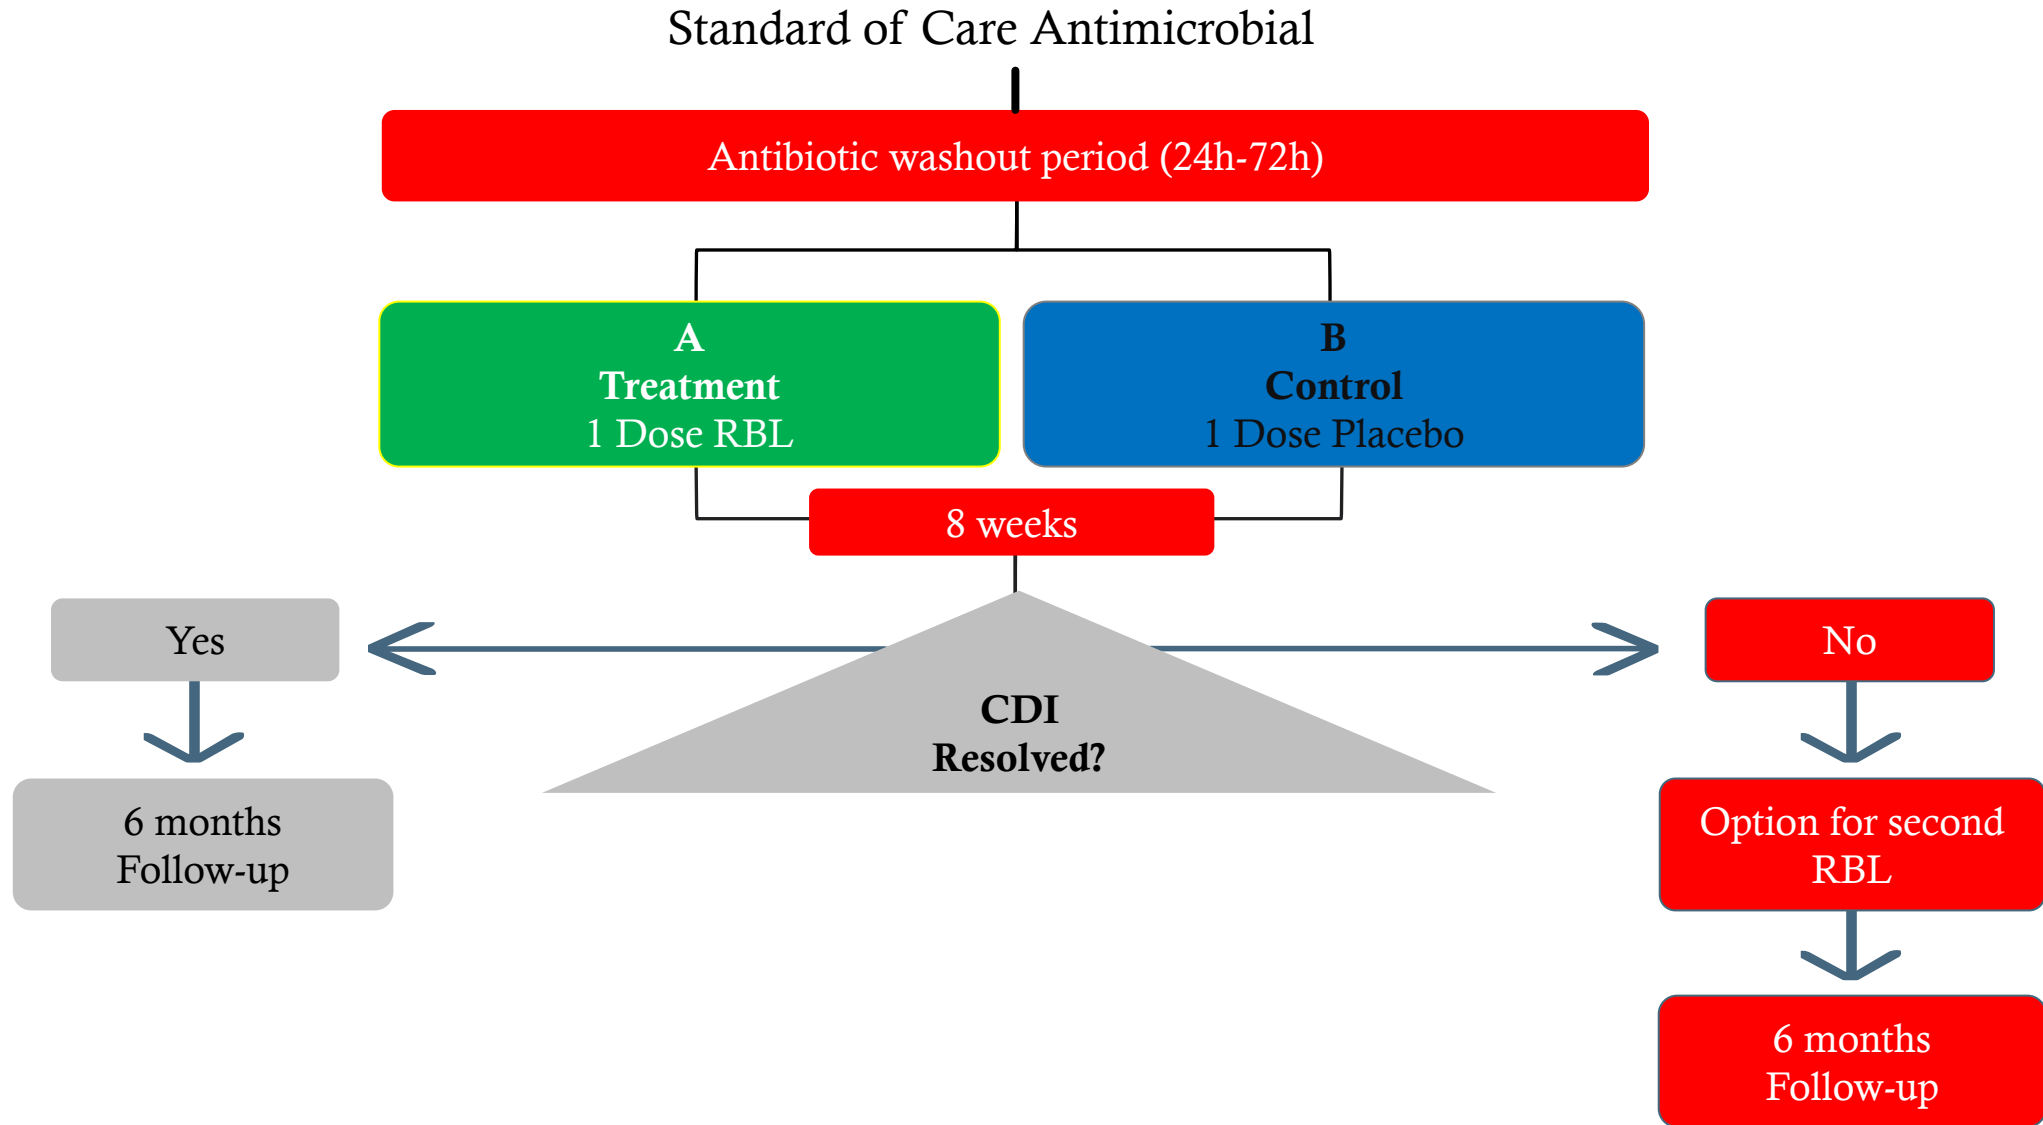 Standard of Care Antimicrobial
Antibiotic washout period (24h-72h)
A
Treatment
1 Dose RBL
B
Control
1 Dose Placebo
8 weeks
Yes
No
CDI
Resolved?
6 months
Follow-up
Option for second
RBL
6 months
Follow-up